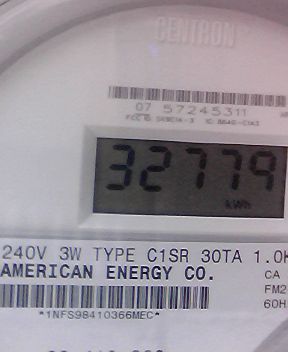 CENTRON
07 57245311
32779
kWh
240V 3W TYPE C1SR 30TA 1.0K
AMERICAN ENERGY CO.
CA
FM2
60H
*1NFS98410366MEC*